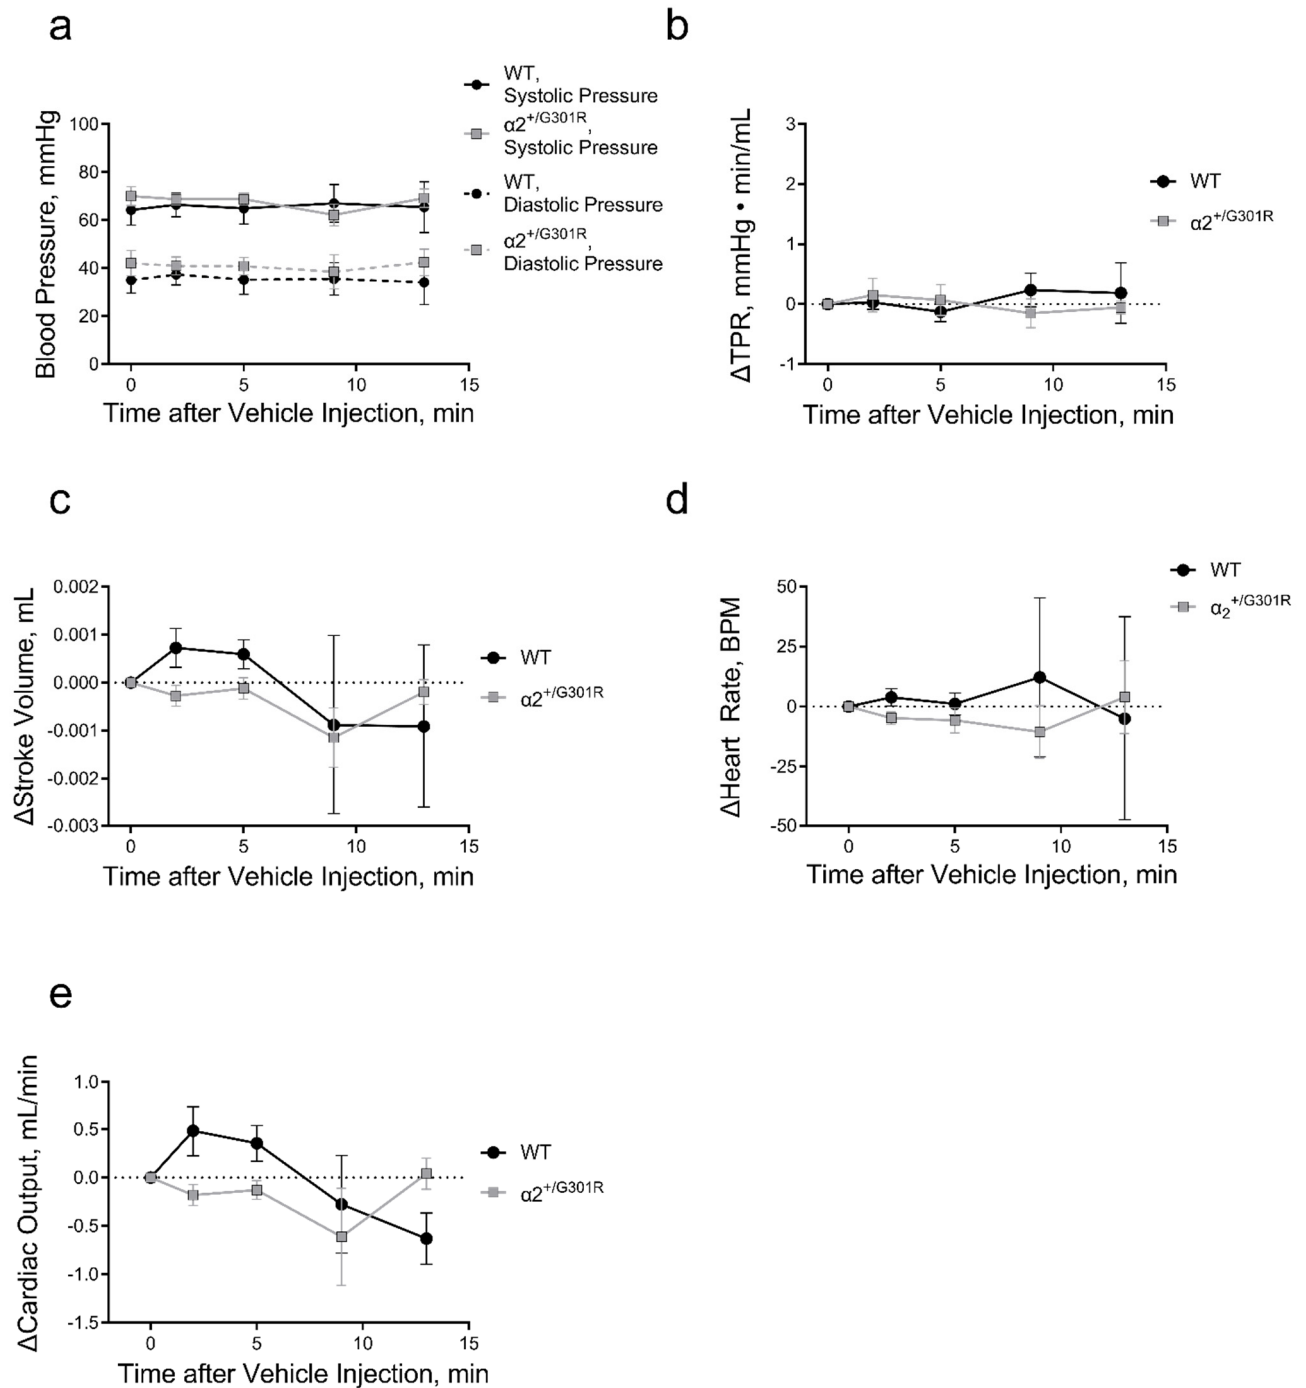 a
WT,
Systolic Pressure
α2+/G301R,
Systolic Pressure
WT,
Diastolic Pressure
α2+/G301R,
Diastolic Pressure
Blood Pressure, mmHg
100
80
60
40
20
0
0 5 10 15
Time after Vehicle Injection, min
b
WT
α2+/G301R
ΔTPR, mmHg • min/mL
3
2
1
0
-1
0 5 10 15
Time after Vehicle Injection, min
c
WT
α2+/G301R
ΔStroke Volume, mL
0.002
0.001
0.000
-0.001
-0.002
-0.003
0 5 10 15
Time after Vehicle Injection, min
d
WT
α2+/G301R
ΔHeart Rate, BPM
50
25
0
-25
-50
0 5 10 15
Time after Vehicle Injection, min
e
WT
α2+/G301R
ΔCardiac Output, mL/min
1.0
0.5
0.0
-0.5
-1.0
-1.5
0 5 10 15
Time after Vehicle Injection, min